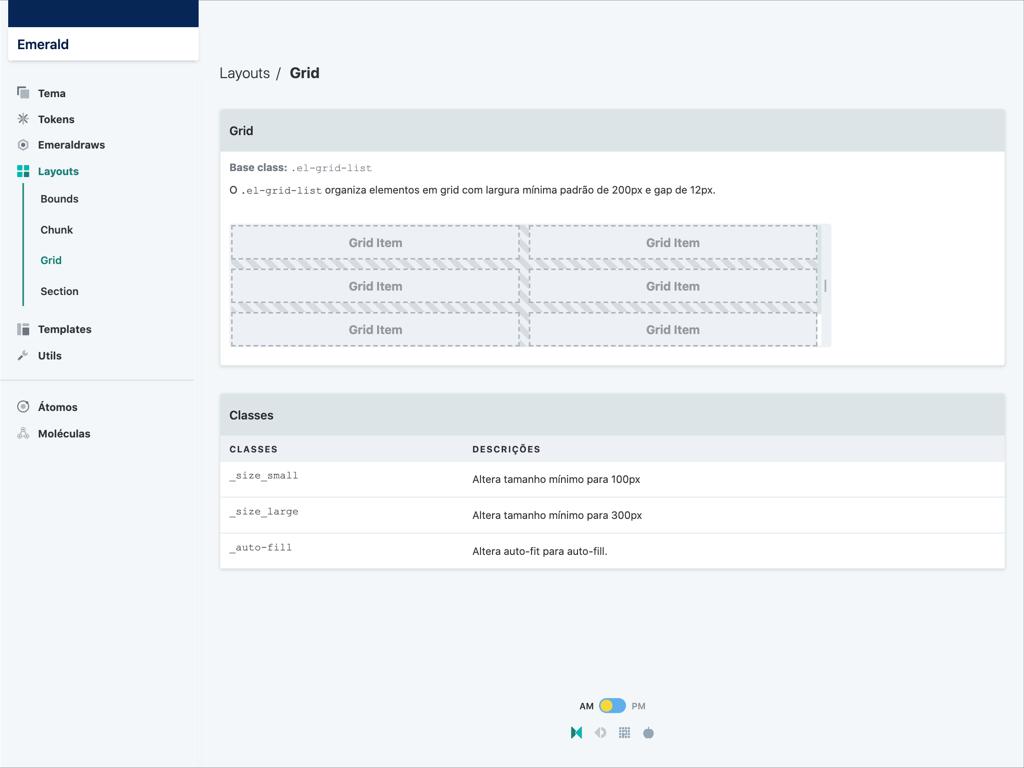 Emerald
Tema
Tokens
Emeraldraws
Layouts
Bounds
Chunk
Grid
Section
Templates
Utils
Átomos
Moléculas
Layouts / Grid
Grid
Base class: .el-grid-list
O .el-grid-list organiza elementos em grid com largura mínima padrão de 200px e gap de 12px.
Grid Item Grid Item
Grid Item Grid Item
Grid Item Grid Item
Classes
CLASSES DESCRIÇÕES
_size_small Altera tamanho mínimo para 100px
_size_large Altera tamanho mínimo para 300px
_auto-fill Altera auto-fit para auto-fill.
AM PM